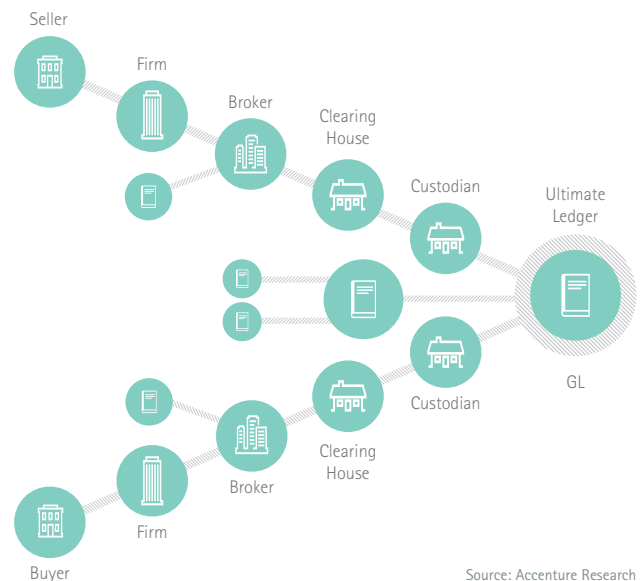 Seller
Firm
Broker
Clearing
House
Custodian
Ultimate
Ledger
GL
Custodian
Clearing
House
Broker
Firm
Buyer
Source: Accenture Research